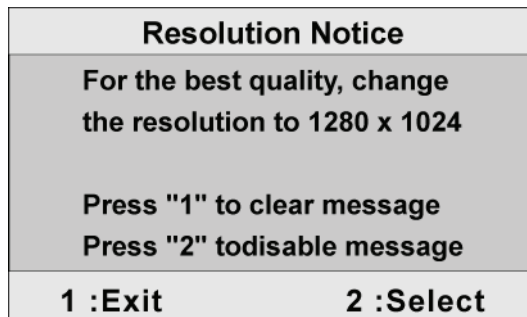 Resolution Notice
For the best quality, change
the resolution to 1280 x 1024
Press "1" to clear message
Press "2" todisable message
1 :Exit 2 :Select